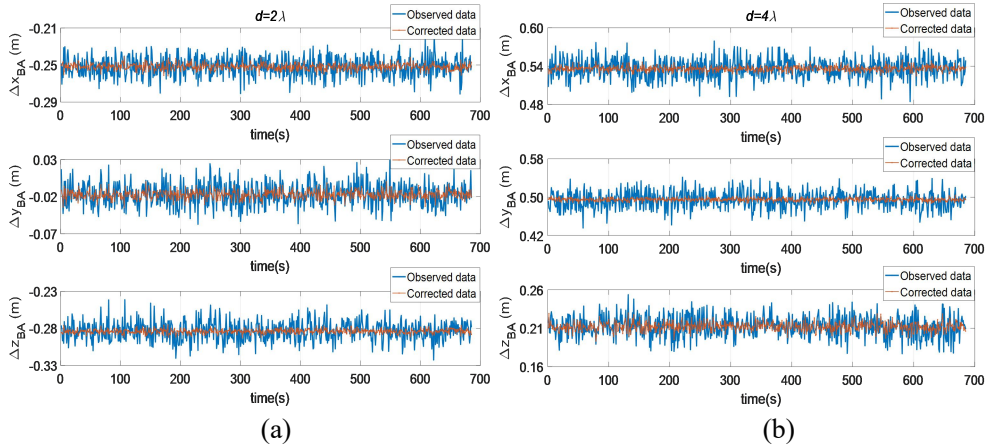 d=2λ
Observed data
Corrected data
Δx_BA (m)
-0.21
-0.25
-0.29
0 100 200 300 400 500 600 700
time(s)
Observed data
Corrected data
Δy_BA (m)
0.03
-0.02
-0.07
0 100 200 300 400 500 600 700
time(s)
Observed data
Corrected data
Δz_BA (m)
-0.23
-0.28
-0.33
0 100 200 300 400 500 600 700
time(s)
(a)
d=4λ
Observed data
Corrected data
Δx_BA (m)
0.60
0.54
0.48
0 100 200 300 400 500 600 700
time(s)
Observed data
Corrected data
Δy_BA (m)
0.58
0.50
0.42
0 100 200 300 400 500 600 700
time(s)
Observed data
Corrected data
Δz_BA (m)
0.26
0.21
0.16
0 100 200 300 400 500 600 700
time(s)
(b)